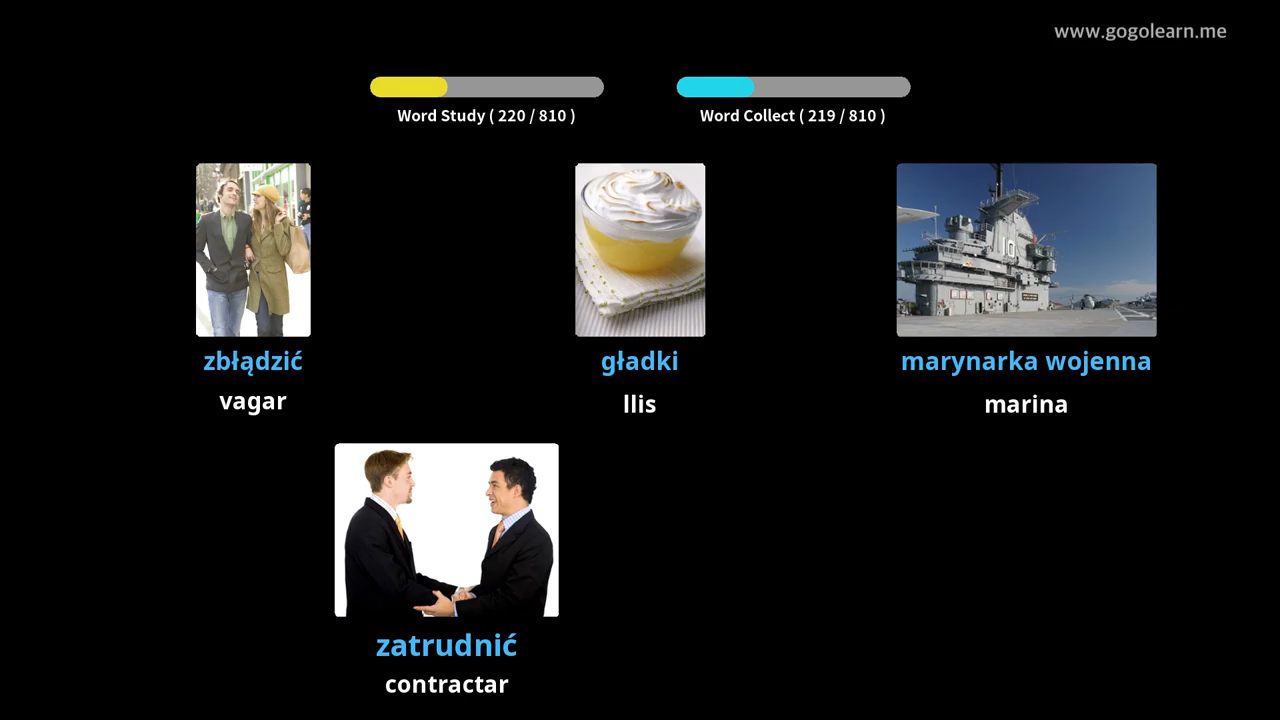 www.gogolearn.me
Word Study ( 220 / 810 )
Word Collect ( 219 / 810 )
10
zbłądzić
gładki
marynarka wojenna
vagar
llis
marina
zatrudnić
contractar